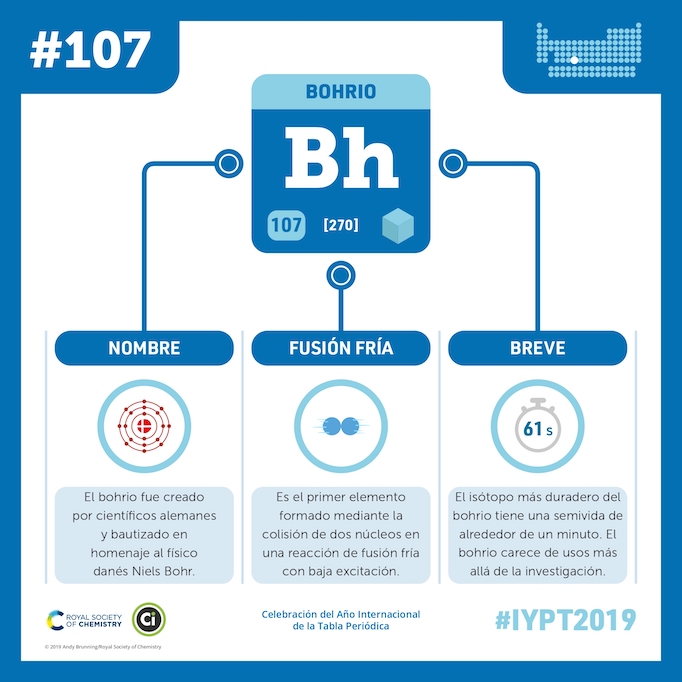 #107
BOHRIO
Bh
107
[270]
NOMBRE
FUSIÓN FRÍA
BREVE
61 s
El bohrio fue creado
por científicos alemanes
y bautizado en
homenaje al físico
danés Niels Bohr.
Es el primer elemento
formado mediante la
colisión de dos núcleos en
una reacción de fusión fría
con baja excitación.
El isótopo más duradero del
bohrio tiene una semivida de
alrededor de un minuto. El
bohrio carece de usos más
allá de la investigación.
ROYAL SOCIETY
OF CHEMISTRY
Ci
Celebración del Año Internacional
de la Tabla Periódica
#IYPT2019
© 2019 Andy Brunning/Royal Society of Chemistry